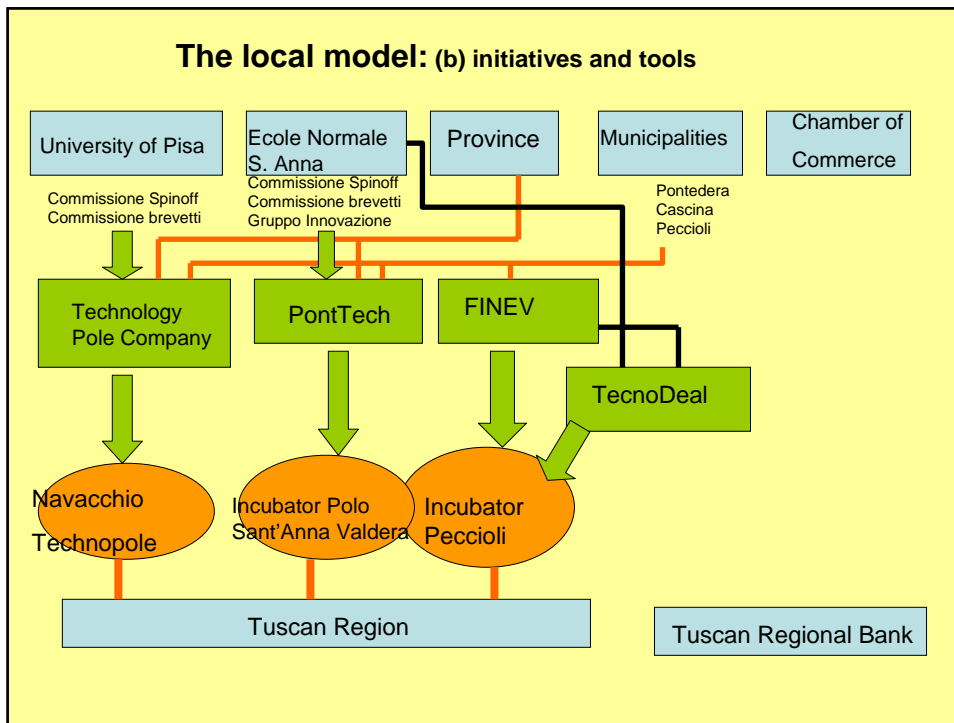 The local model: (b) initiatives and tools
University of Pisa
Ecole Normale
S. Anna
Province
Municipalities
Chamber of
Commerce
Commissione Spinoff
Commissione brevetti
Commissione Spinoff
Commissione brevetti
Gruppo Innovazione
Pontedera
Cascina
Peccioli
Technology
Pole Company
PontTech
FINEV
TecnoDeal
Navacchio
Technopole
Incubator Polo
Sant'Anna Valdera
Incubator
Peccioli
Tuscan Region
Tuscan Regional Bank